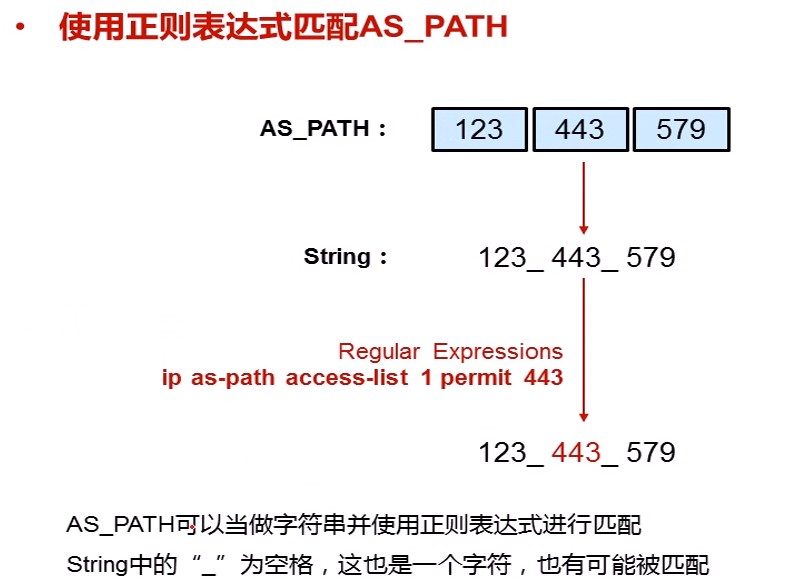 • 使用正则表达式匹配AS_PATH
AS_PATH： 123 443 579
String： 123_ 443_ 579
Regular Expressions
ip as-path access-list 1 permit 443
123_ 443_ 579
AS_PATH可以当做字符串并使用正则表达式进行匹配
String中的“_”为空格，这也是一个字符，也有可能被匹配